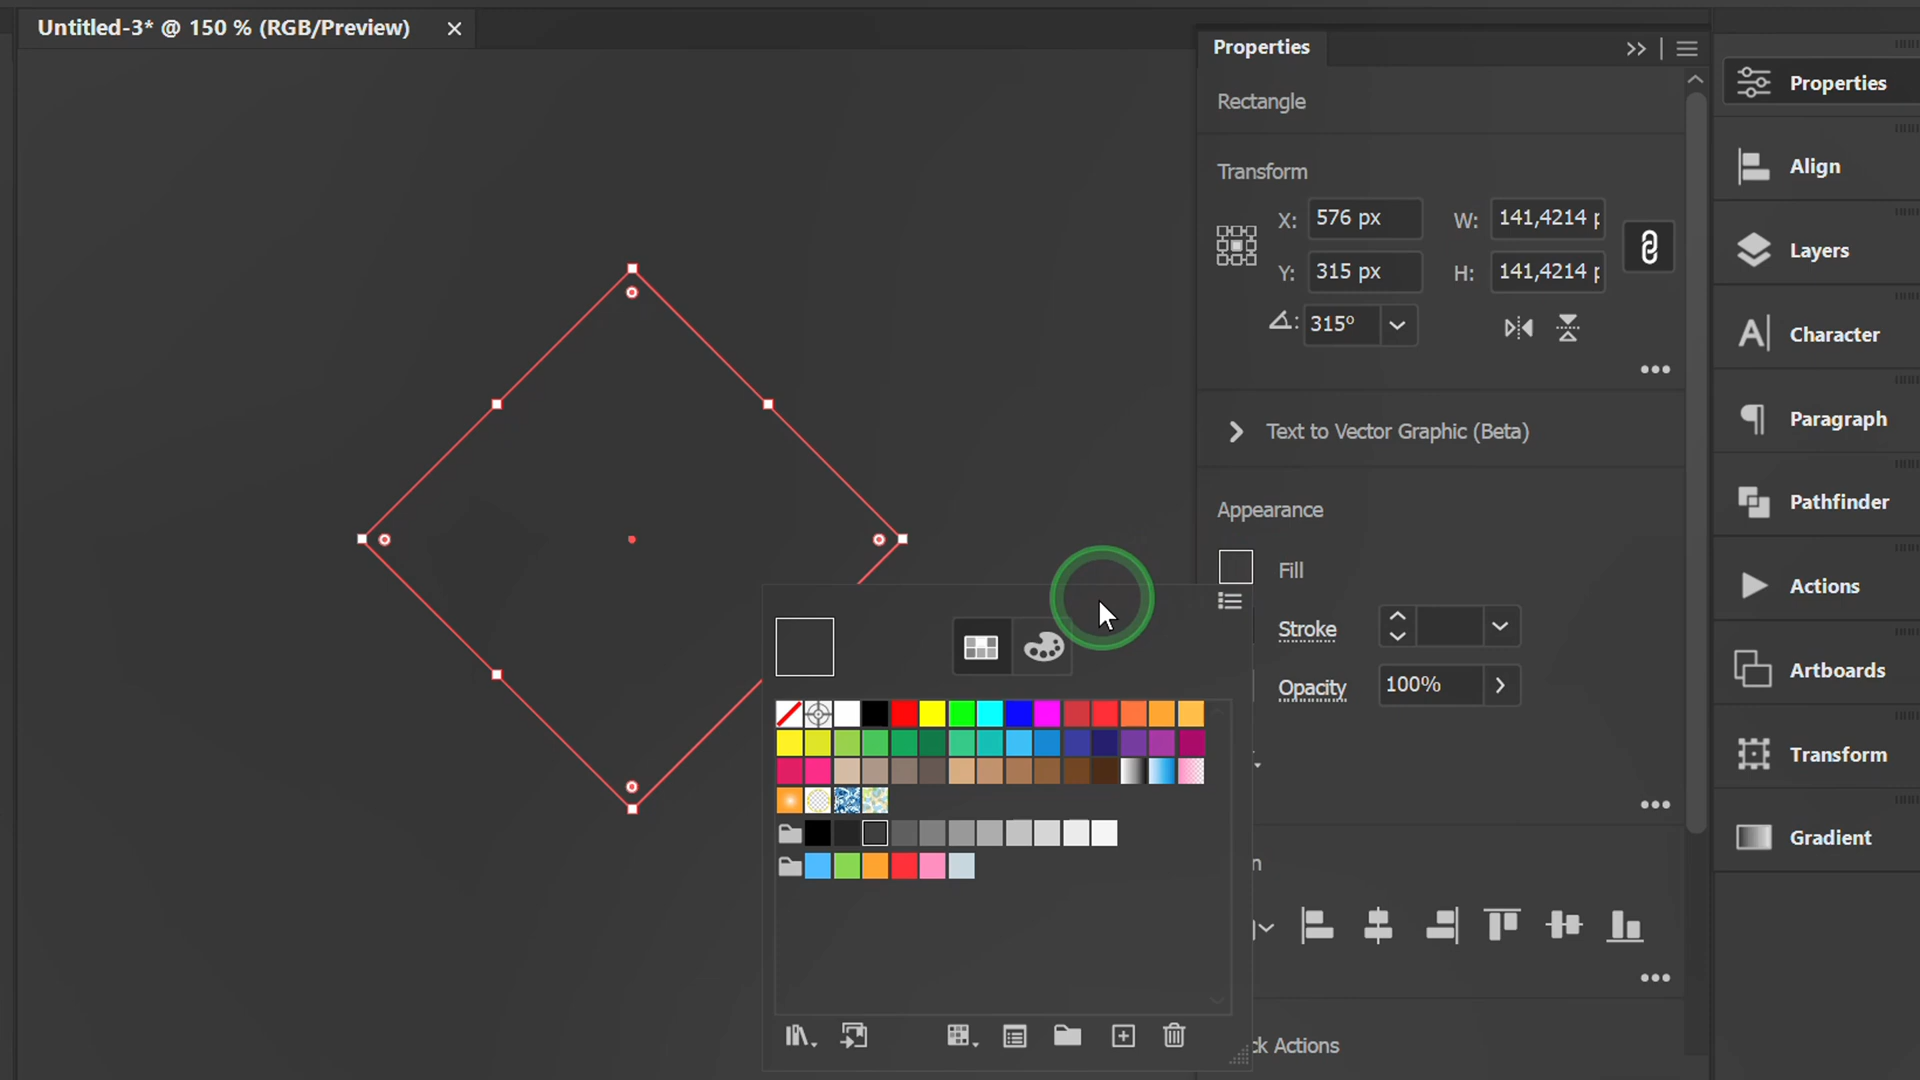 Untitled-3* @ 150 % (RGB/Preview)
Properties
Rectangle
Transform
X: 576 px
W: 141,4214
Y: 315 px
H: 141,4214
315°
Text to Vector Graphic (Beta)
Appearance
Fill
Stroke
Opacity 100%
Actions
Properties
Align
Layers
Character
Paragraph
Pathfinder
Actions
Artboards
Transform
Gradient